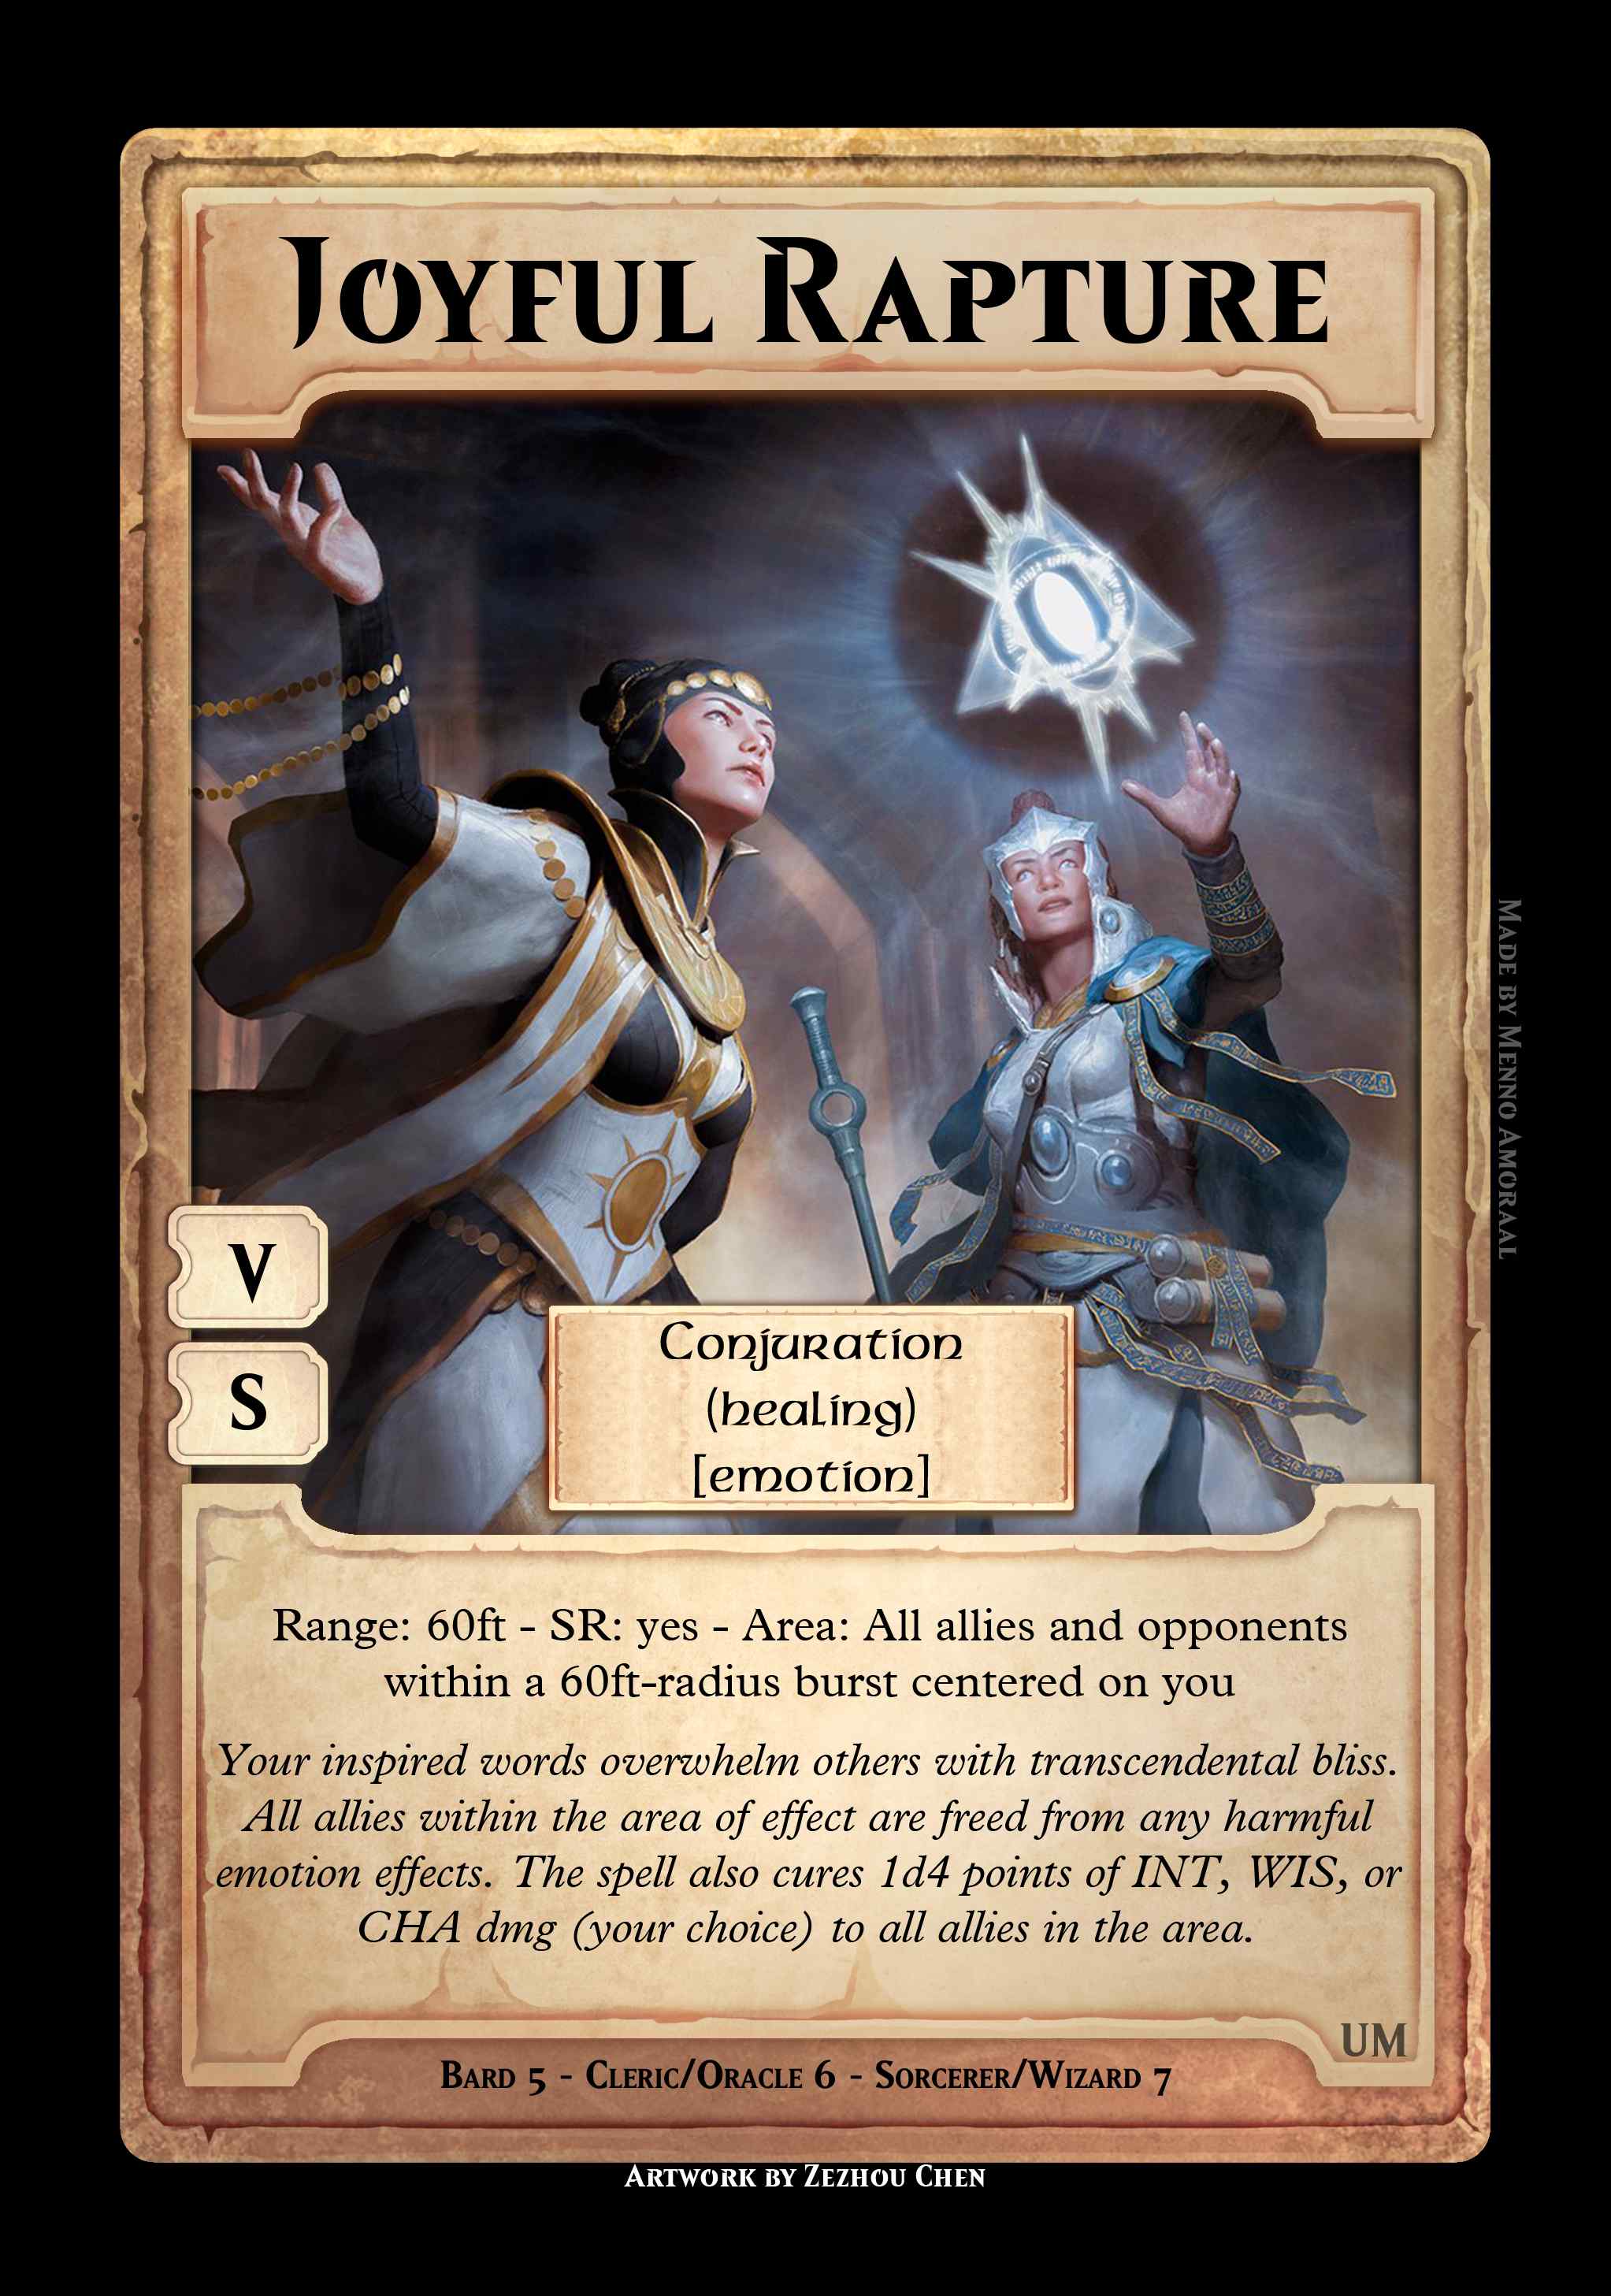 Joyful Rapture
V
S
Conjuration
(healing)
[emotion]
Range: 60ft - SR: yes - Area: All allies and opponents
within a 60ft-radius burst centered on you
Your inspired words overwhelm others with transcendental bliss.
All allies within the area of effect are freed from any harmful
emotion effects. The spell also cures 1d4 points of INT, WIS, or
CHA dmg (your choice) to all allies in the area.
UM
Bard 5 - Cleric/Oracle 6 - Sorcerer/Wizard 7
Artwork by Zezhou Chen
Made by Menno Amoraal